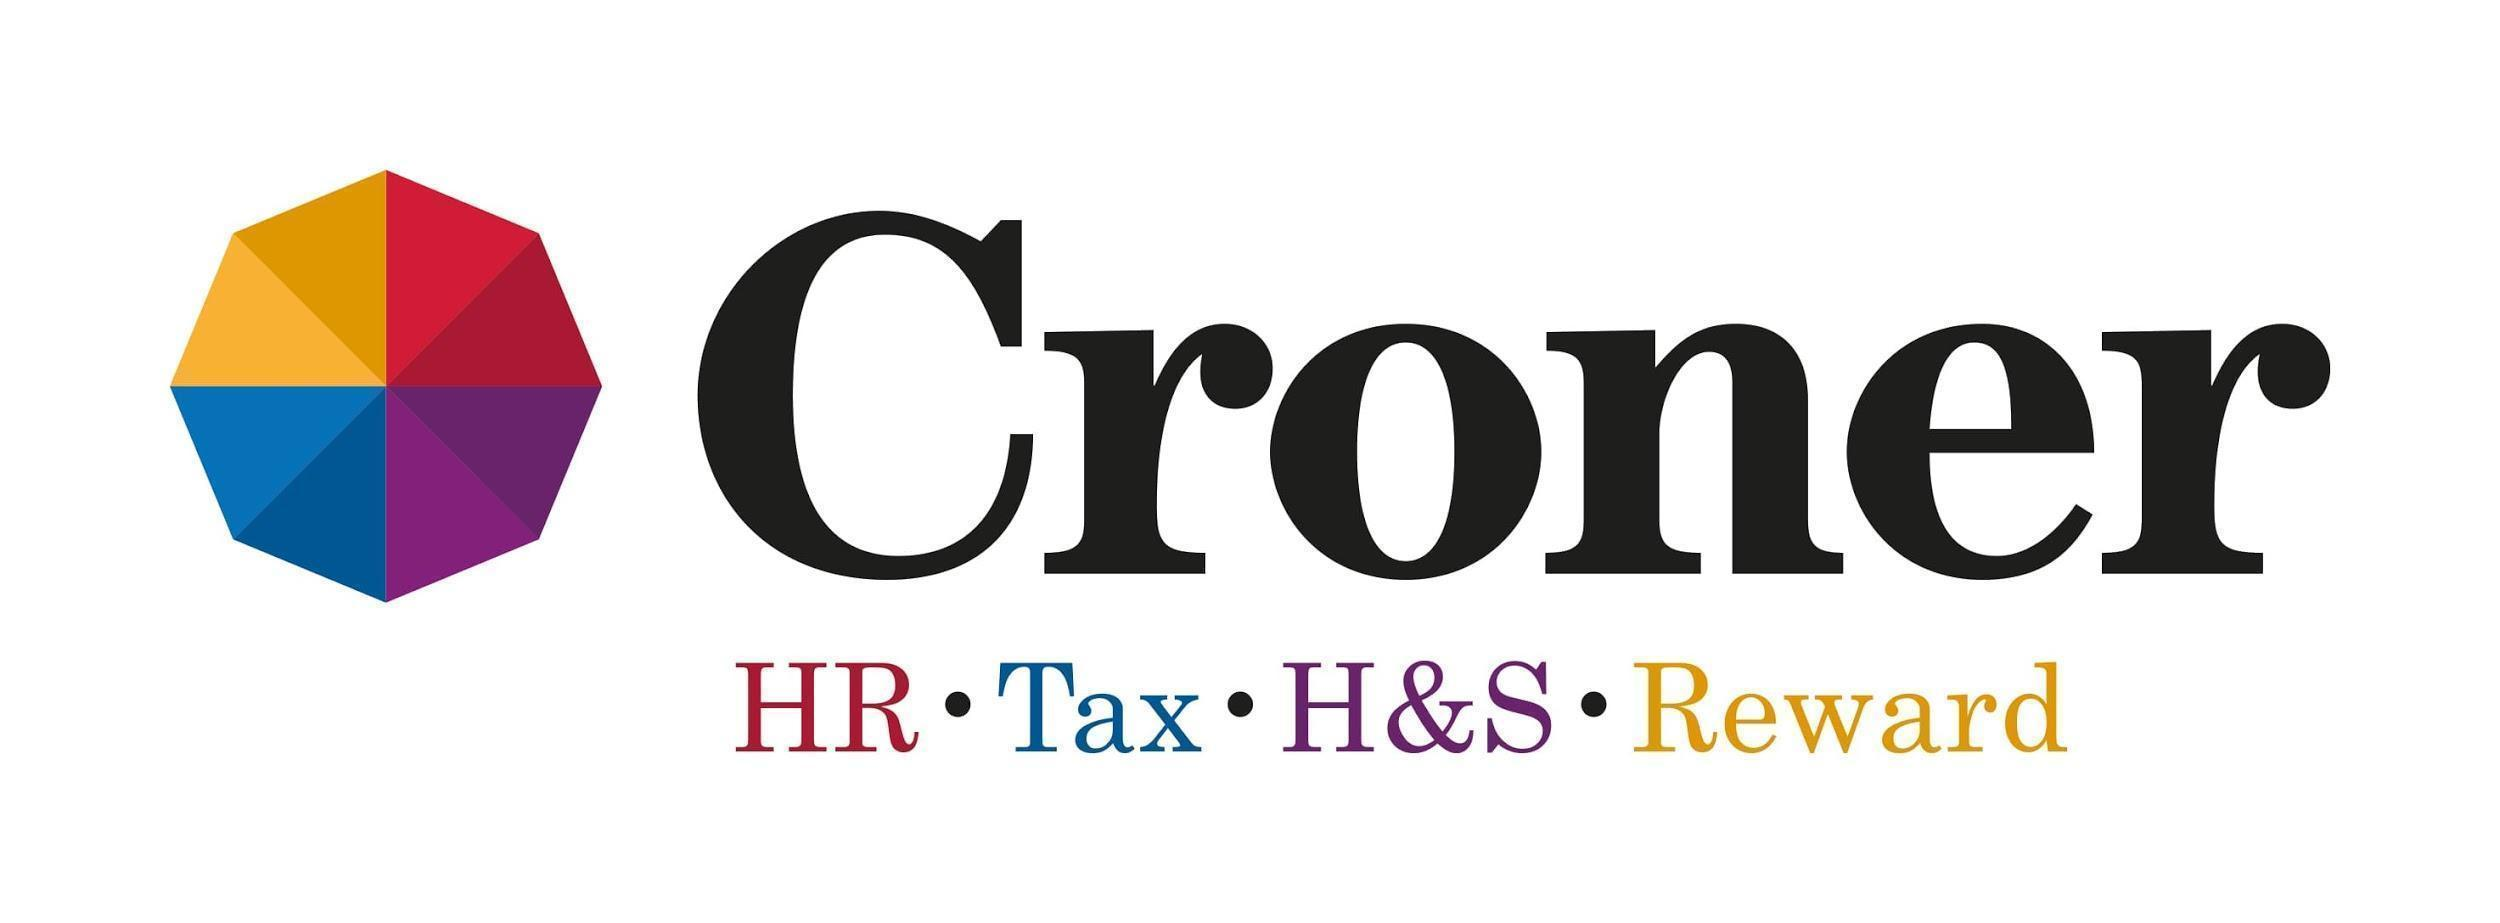 Croner
HR • Tax • H&S • Reward